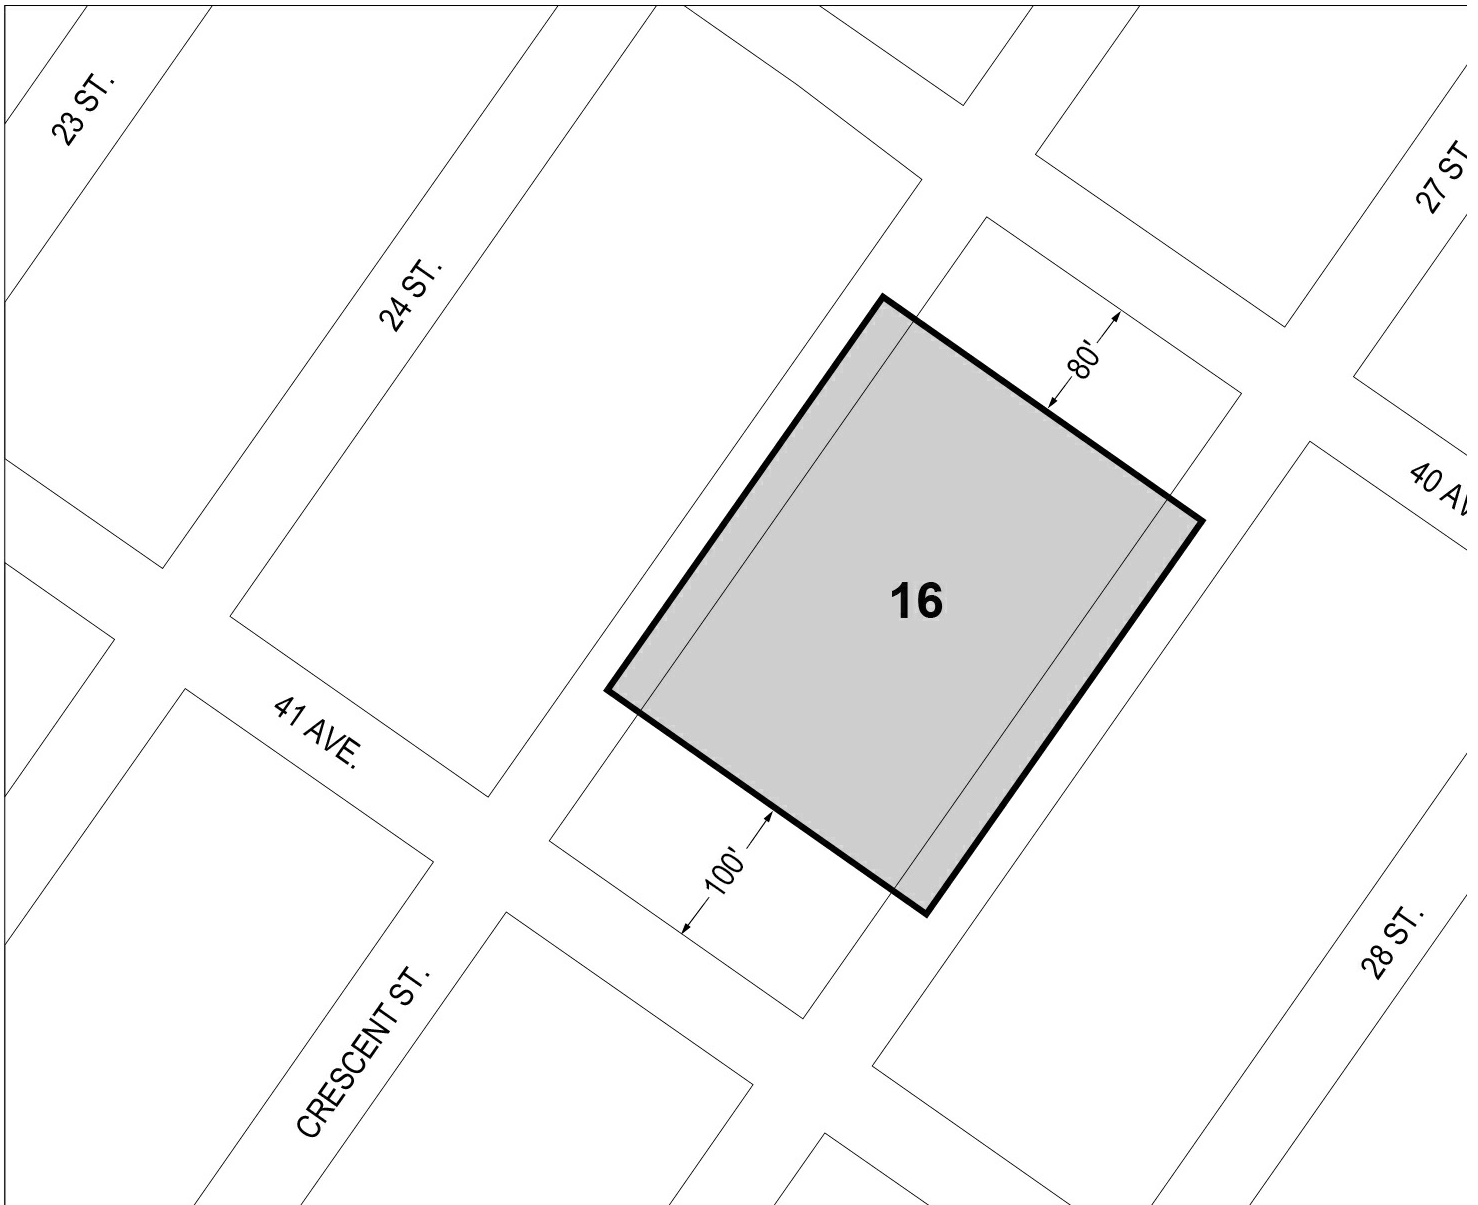 23 ST.
27 ST
24 ST.
80'
40 AV
16
41 AVE.
100'
28 ST.
CRESCENT ST.